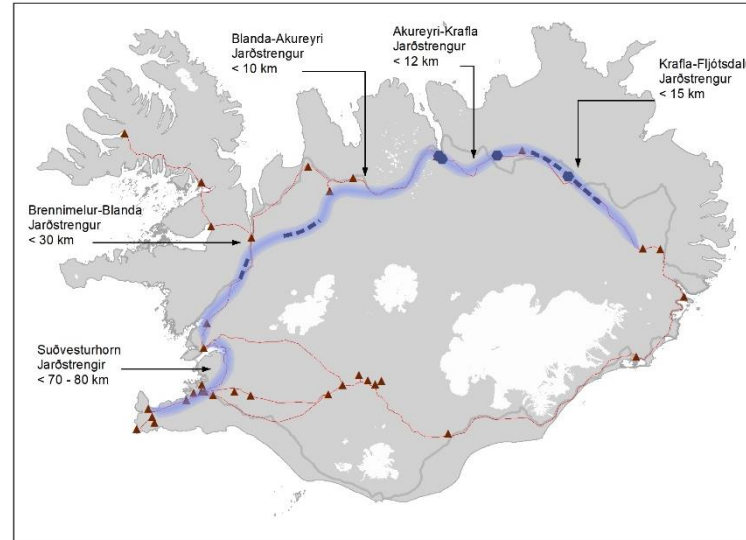 Blanda-Akureyri
Jarðstrengur
< 10 km
Akureyri-Krafla
Jarðstrengur
< 12 km
Krafla-Fljótsdalu
Jarðstrengur
< 15 km
Brennimelur-Blanda
Jarðstrengur
< 30 km
Suðvesturhorn
Jarðstrengir
< 70 - 80 km